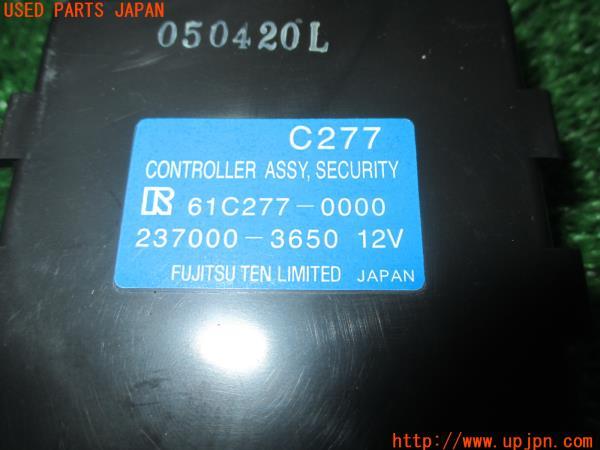 USED PARTS JAPAN
050420L
C277
CONTROLLER ASSY, SECURITY
R 61C277-0000
237000-3650 12V
FUJITSU TEN LIMITED JAPAN
http://www.upjpn.com/